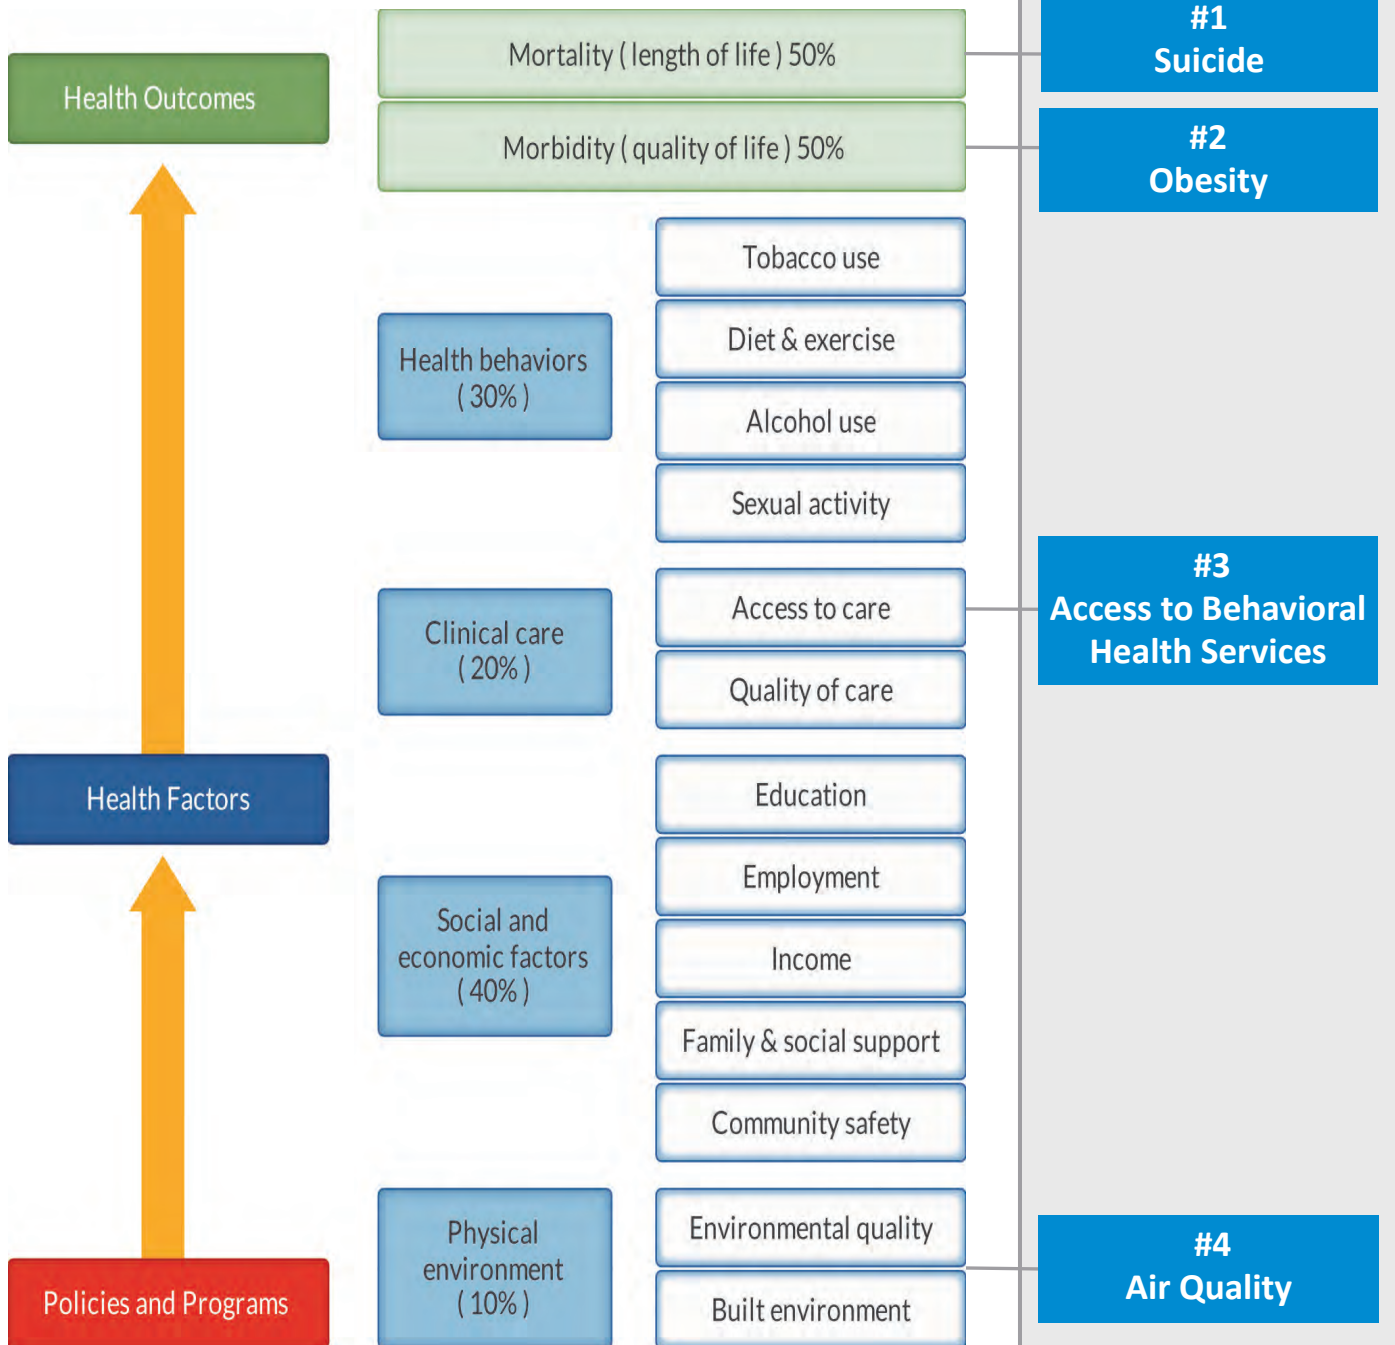 Health Outcomes
Mortality ( length of life ) 50%
Morbidity ( quality of life ) 50%
#1
Suicide
#2
Obesity
Health behaviors
( 30% )
Tobacco use
Diet & exercise
Alcohol use
Sexual activity
Clinical care
( 20% )
Access to care
Quality of care
#3
Access to Behavioral
Health Services
Health Factors
Social and
economic factors
( 40% )
Education
Employment
Income
Family & social support
Community safety
Policies and Programs
Physical
environment
( 10% )
Environmental quality
Built environment
#4
Air Quality